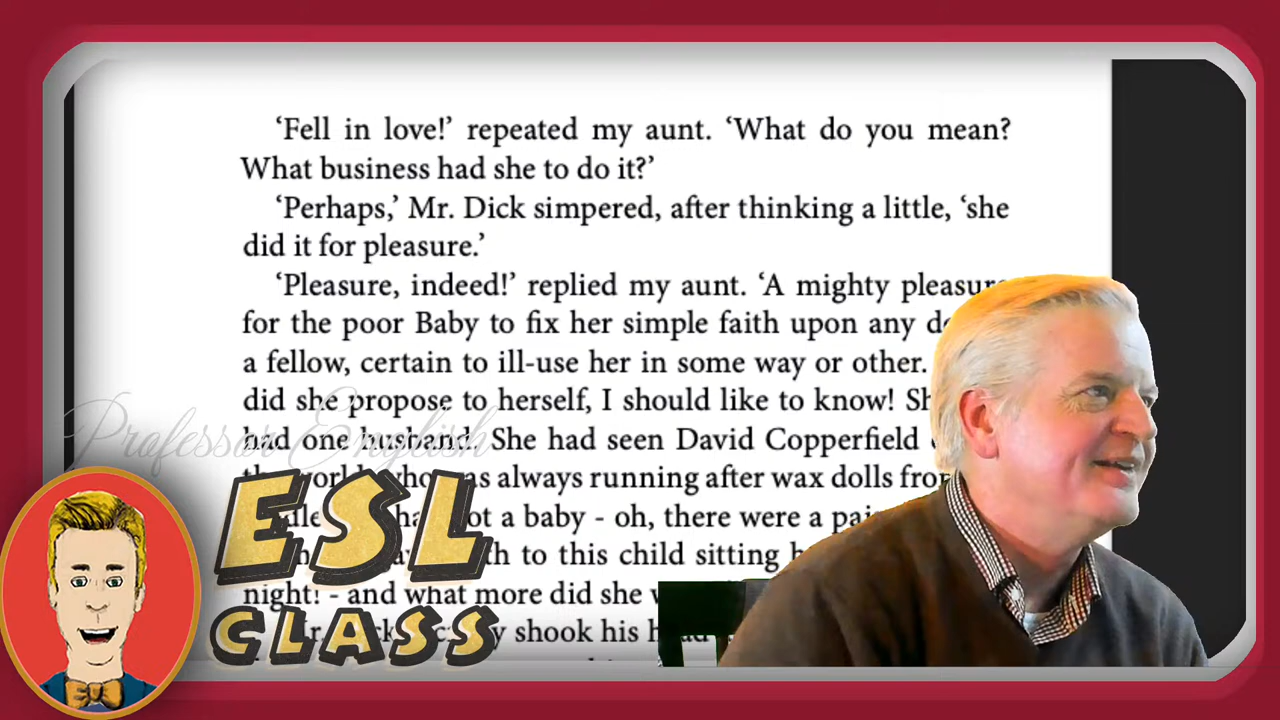 ‘Fell in love!’ repeated my aunt. ‘What do you mean?
What business had she to do it?’
‘Perhaps,’ Mr. Dick simpered, after thinking a little, ‘she
did it for pleasure.’
‘Pleasure, indeed!’ replied my aunt. ‘A mighty pleasure
for the poor Baby to fix her simple faith upon any
a fellow, certain to ill-use her in some way or other.
did she propose to herself, I should like to know!
had one husband. She had seen David Copperfield
was always running after wax dolls
a baby - oh, there were a
to this child sitting
night! - and what more did she
shook his
Professor English
ESL
CLASS